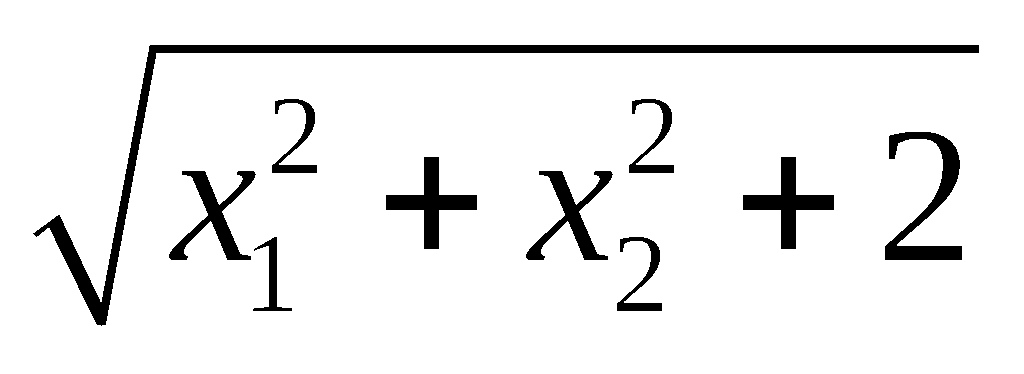 √(x₁² + x₂² + 2)